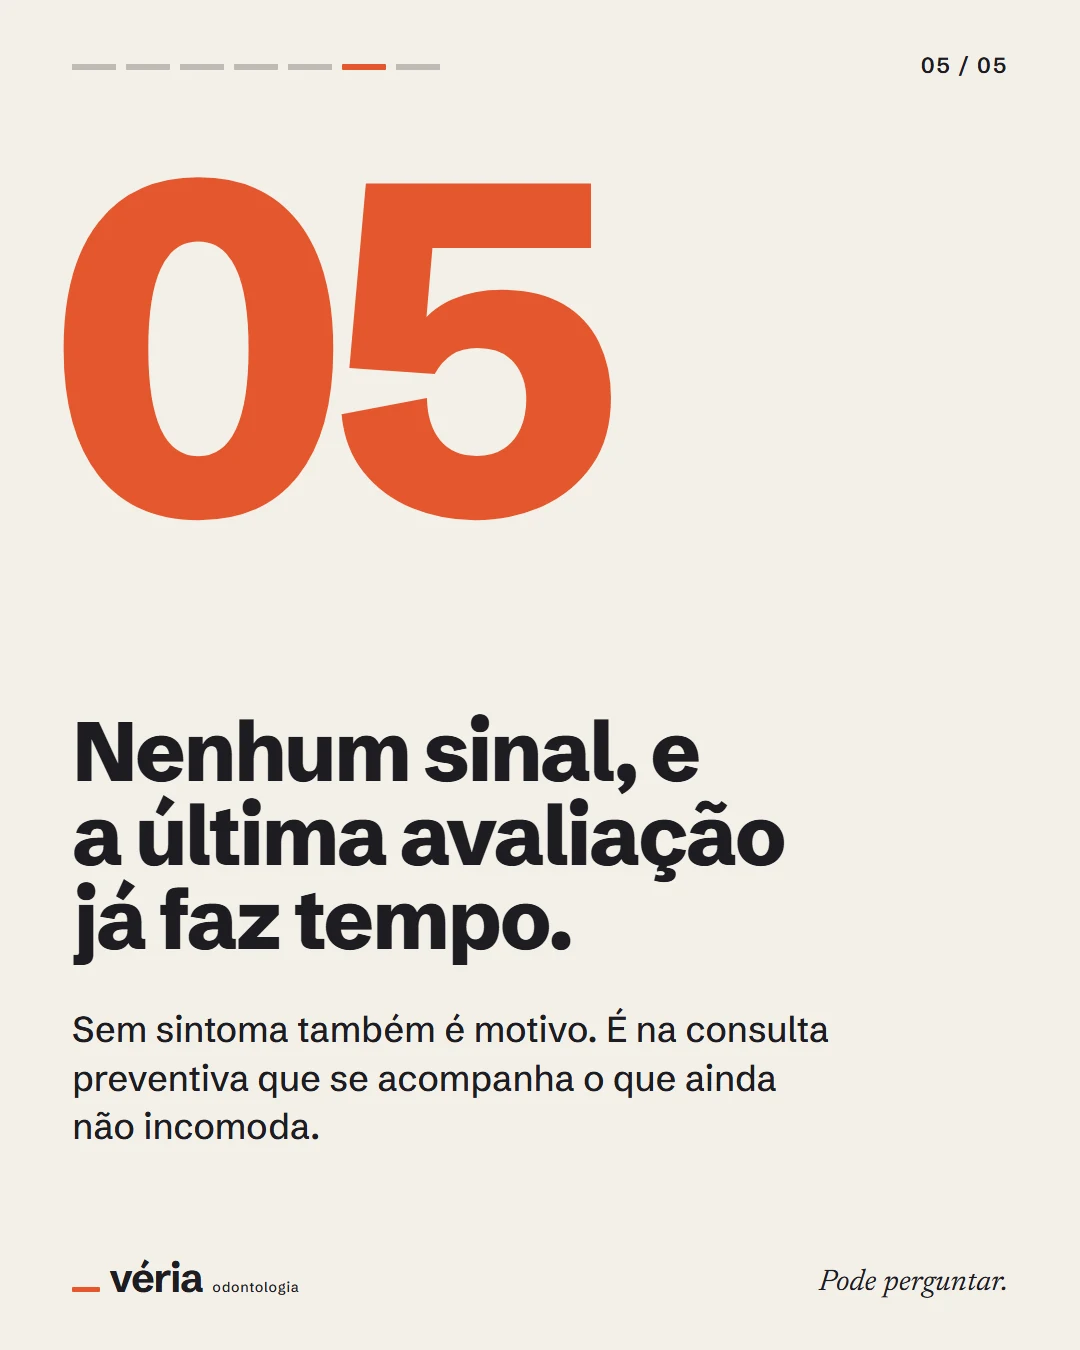 05 / 05
05
Nenhum sinal, e
a última avaliação
já faz tempo.
Sem sintoma também é motivo. É na consulta
preventiva que se acompanha o que ainda
não incomoda.
véria odontologia
Pode perguntar.